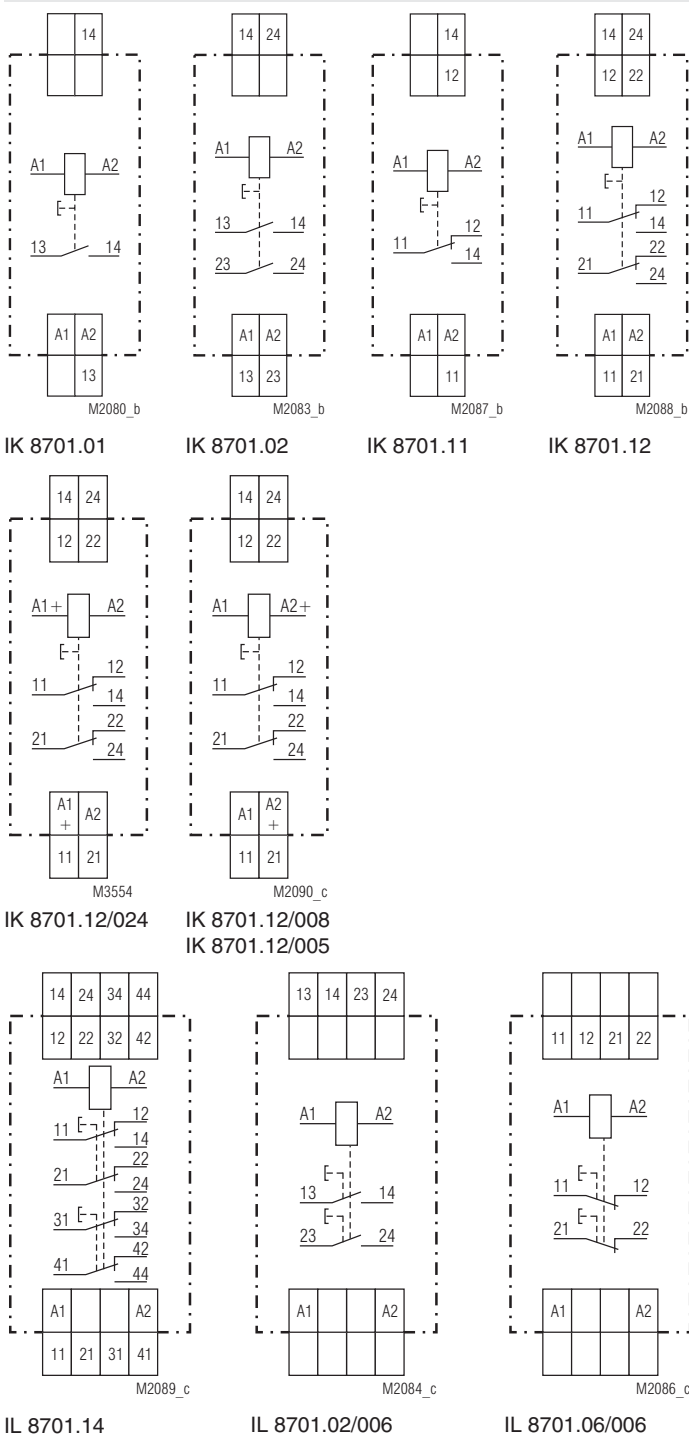 14
A1 A2
13 14
A1 A2
13
M2080_b
IK 8701.01
14 24
A1 A2
13 14
23 24
A1 A2
13 23
M2083_b
IK 8701.02
14
12
A1 A2
12
11
14
A1 A2
11
M2087_b
IK 8701.11
14 24
12 22
A1 A2
12
11
14
22
21
24
A1 A2
11 21
M2088_b
IK 8701.12
14 24
12 22
A1+ A2
12
11
14
22
21
24
A1 A2
+
11 21
M3554
IK 8701.12/024
14 24
12 22
A1 A2+
12
11
14
22
21
24
A1 A2
+
11 21
M2090_c
IK 8701.12/008
IK 8701.12/005
14 24 34 44
12 22 32 42
A1 A2
12
11
14
22
21
24
32
31
34
42
41
44
A1 A2
11 21 31 41
M2089_c
IL 8701.14
13 14 23 24
A1 A2
13 14
23 24
A1 A2
M2084_c
IL 8701.02/006
11 12 21 22
A1 A2
11 12
21 22
A1 A2
M2086_c
IL 8701.06/006